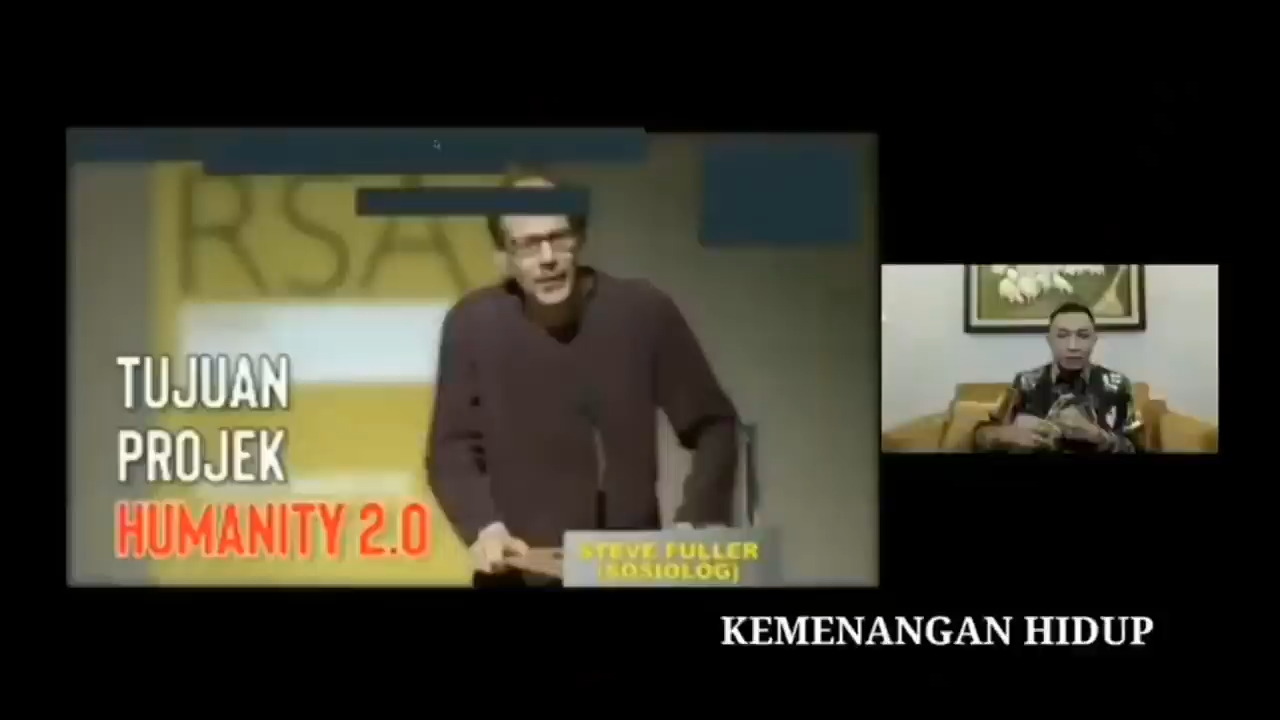 RSA
TUJUAN
PROJEK
HUMANITY 2.0
STEVE FULLER
(SOSIOLOG)
KEMENANGAN HIDUP